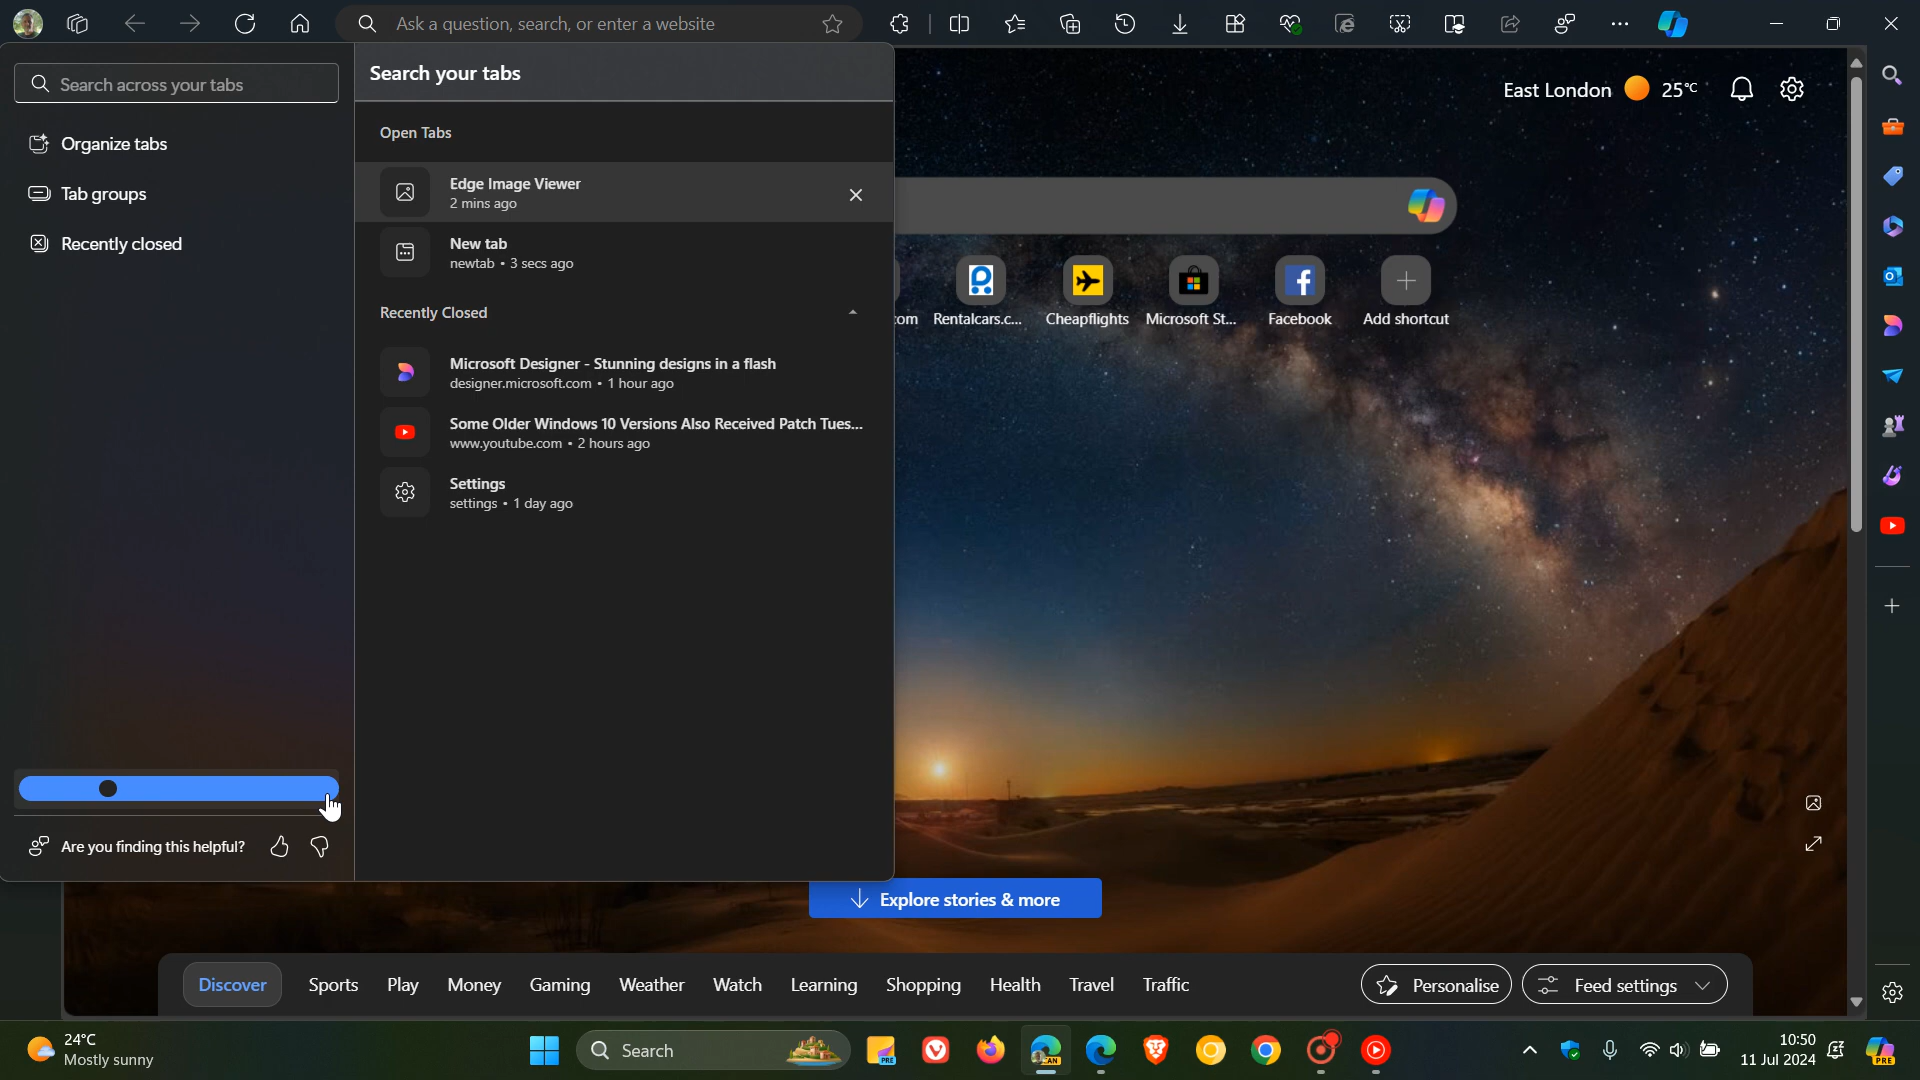 Ask a question, search, or enter a website
Search across your tabs
Organize tabs
Tab groups
Recently closed
Are you finding this helpful?
Search your tabs
Open Tabs
Edge Image Viewer
2 mins ago
New tab
newtab • 3 secs ago
Recently Closed
Microsoft Designer - Stunning designs in a flash
designer.microsoft.com • 1 hour ago
Some Older Windows 10 Versions Also Received Patch Tues...
www.youtube.com • 2 hours ago
Settings
settings • 1 day ago
East London 25°C
om Rentalcars.c... Cheapflights Microsoft St... Facebook Add shortcut
Explore stories & more
Discover Sports Play Money Gaming Weather Watch Learning Shopping Health Travel Traffic Personalise Feed settings
24°C
Mostly sunny
Search
PRE
CAN
10:50
11 Jul 2024
PRE